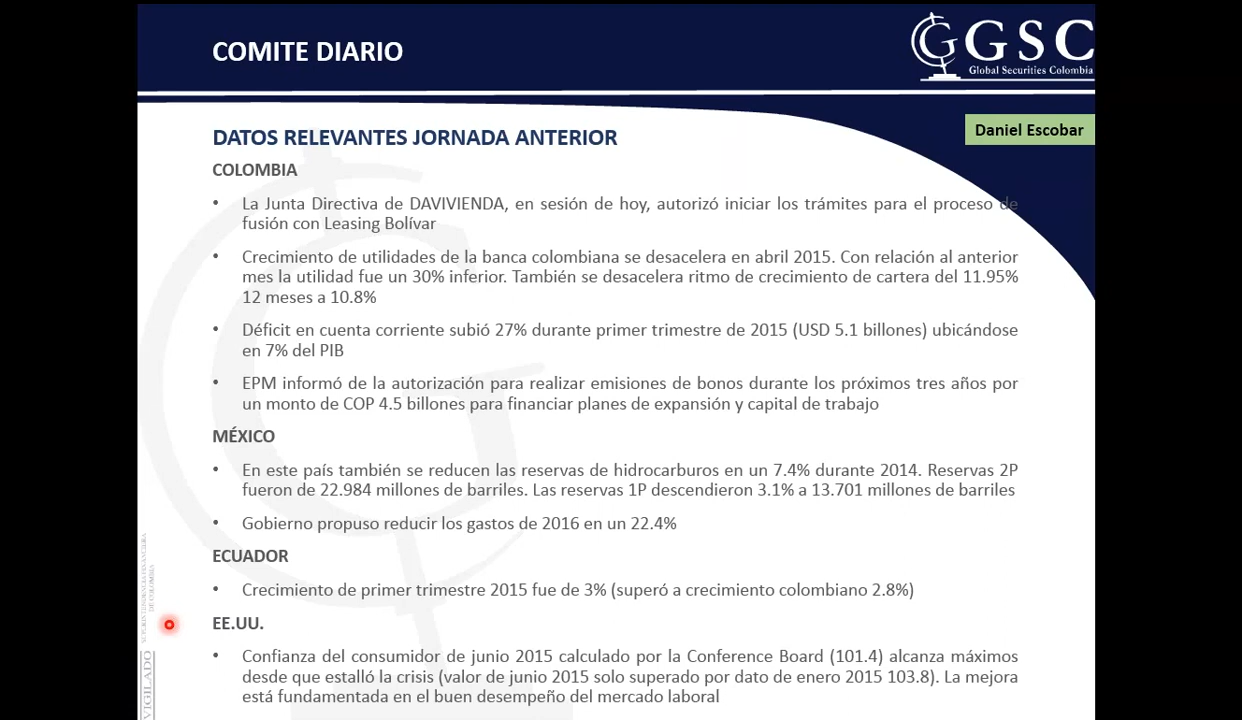 COMITE DIARIO
GSC
Global Securities Colombia
Daniel Escobar
DATOS RELEVANTES JORNADA ANTERIOR
COLOMBIA
• La Junta Directiva de DAVIVIENDA, en sesión de hoy, autorizó iniciar los trámites para el proceso de
fusión con Leasing Bolívar
• Crecimiento de utilidades de la banca colombiana se desacelera en abril 2015. Con relación al anterior
mes la utilidad fue un 30% inferior. También se desacelera ritmo de crecimiento de cartera del 11.95%
12 meses a 10.8%
• Déficit en cuenta corriente subió 27% durante primer trimestre de 2015 (USD 5.1 billones) ubicándose
en 7% del PIB
• EPM informó de la autorización para realizar emisiones de bonos durante los próximos tres años por
un monto de COP 4.5 billones para financiar planes de expansión y capital de trabajo
MÉXICO
• En este país también se reducen las reservas de hidrocarburos en un 7.4% durante 2014. Reservas 2P
fueron de 22.984 millones de barriles. Las reservas 1P descendieron 3.1% a 13.701 millones de barriles
• Gobierno propuso reducir los gastos de 2016 en un 22.4%
ECUADOR
• Crecimiento de primer trimestre 2015 fue de 3% (superó a crecimiento colombiano 2.8%)
EE.UU.
• Confianza del consumidor de junio 2015 calculado por la Conference Board (101.4) alcanza máximos
desde que estalló la crisis (valor de junio 2015 solo superado por dato de enero 2015 103.8). La mejora
está fundamentada en el buen desempeño del mercado laboral
VIGILADO
SUPERINTENDENCIA FINANCIERA
DE COLOMBIA